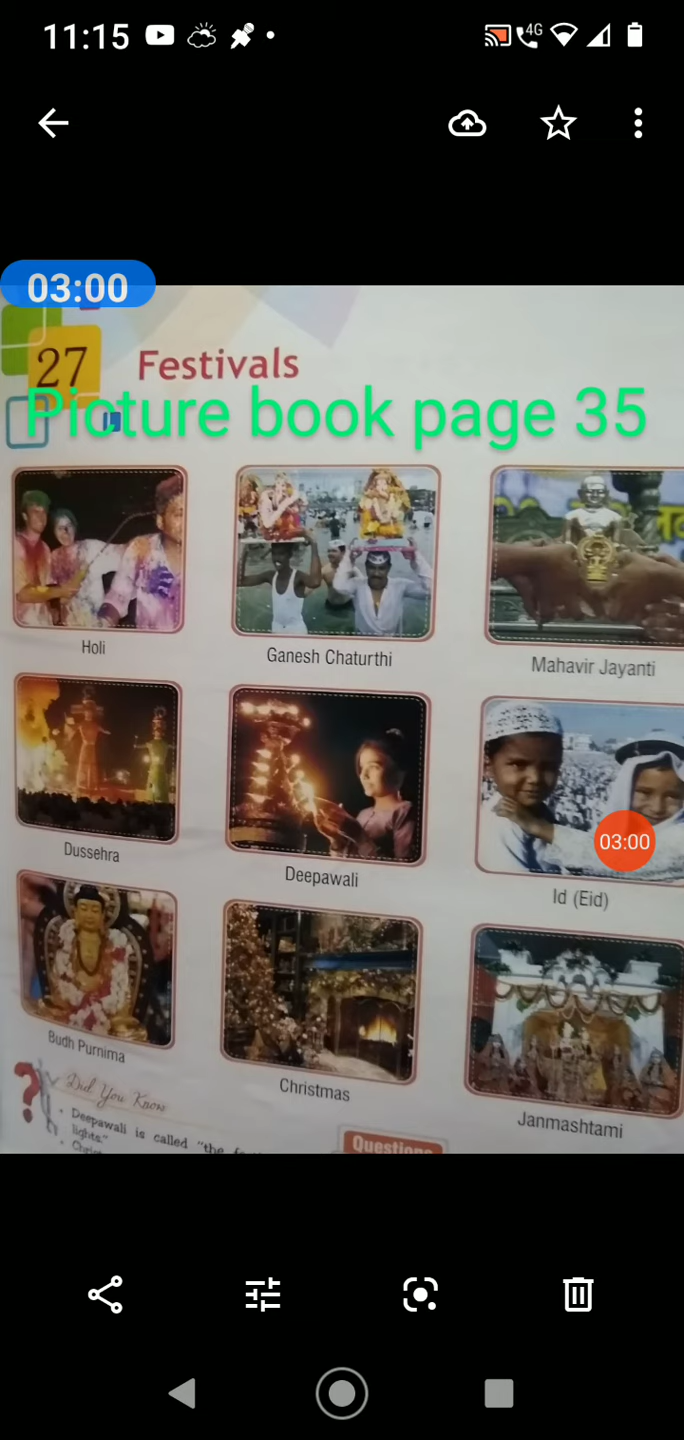 11:15
4G
03:00
27 Festivals
Picture book page 35
Holi
Ganesh Chaturthi
Mahavir Jayanti
Dussehra
Deepawali
Id (Eid)
03:00
Budh Purnima
Christmas
Janmashtami
?
Did You Know
• Deepawali is called "the
lights."
Questions